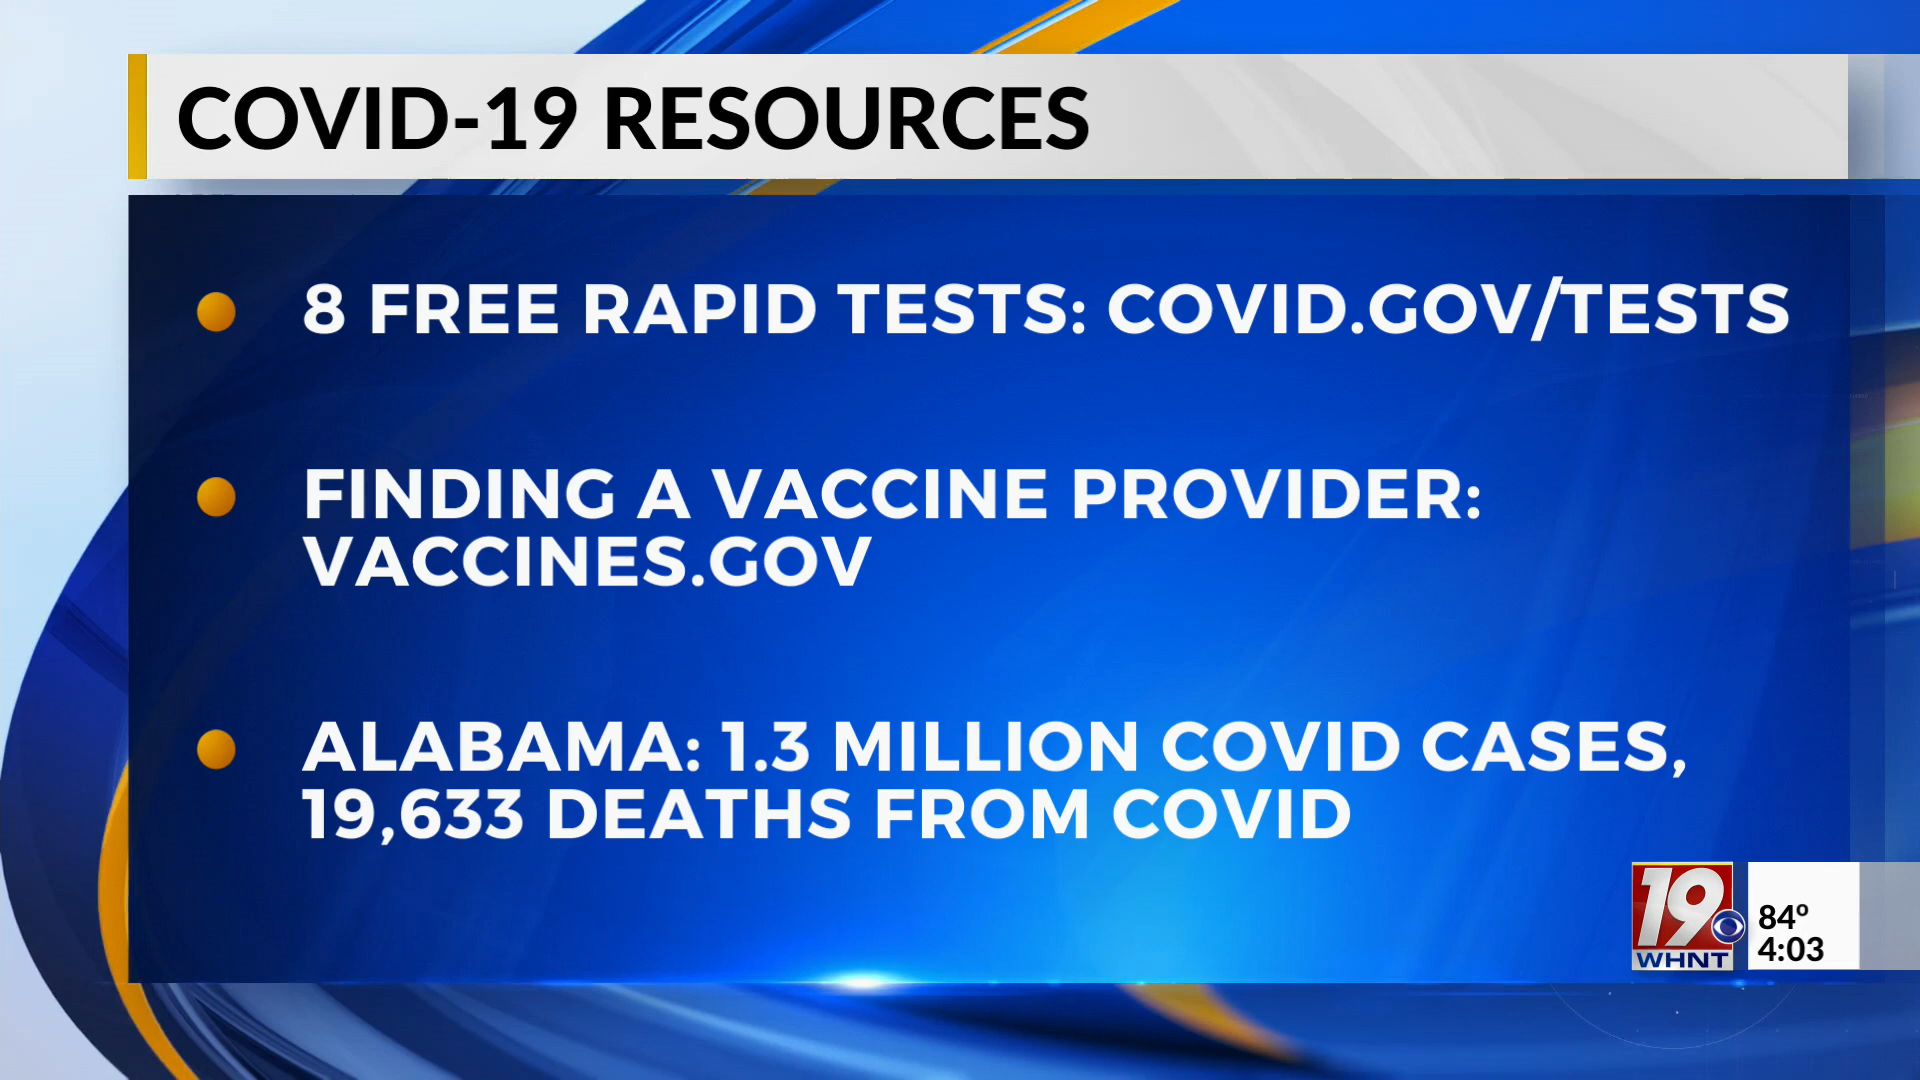 COVID-19 RESOURCES
8 FREE RAPID TESTS: COVID.GOV/TESTS
FINDING A VACCINE PROVIDER:
VACCINES.GOV
ALABAMA: 1.3 MILLION COVID CASES,
19,633 DEATHS FROM COVID
19
WHNT
84º
4:03